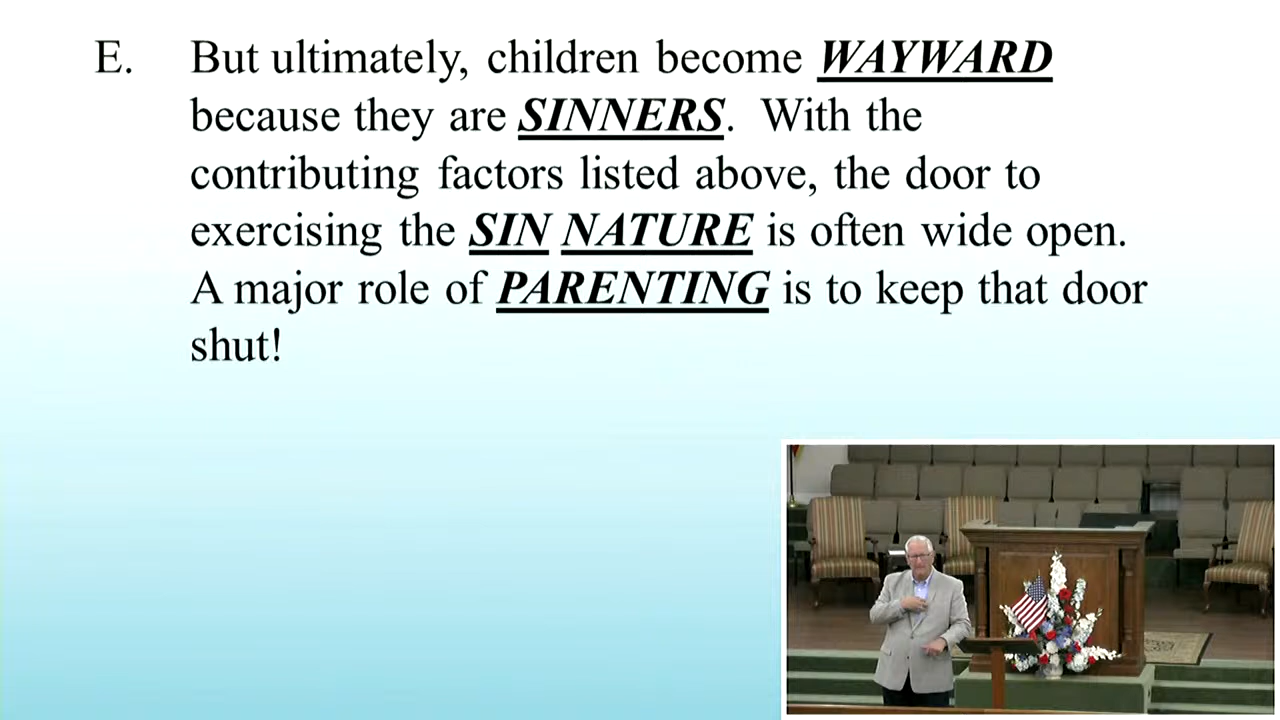 E. But ultimately, children become WAYWARD
because they are SINNERS. With the
contributing factors listed above, the door to
exercising the SIN NATURE is often wide open.
A major role of PARENTING is to keep that door
shut!